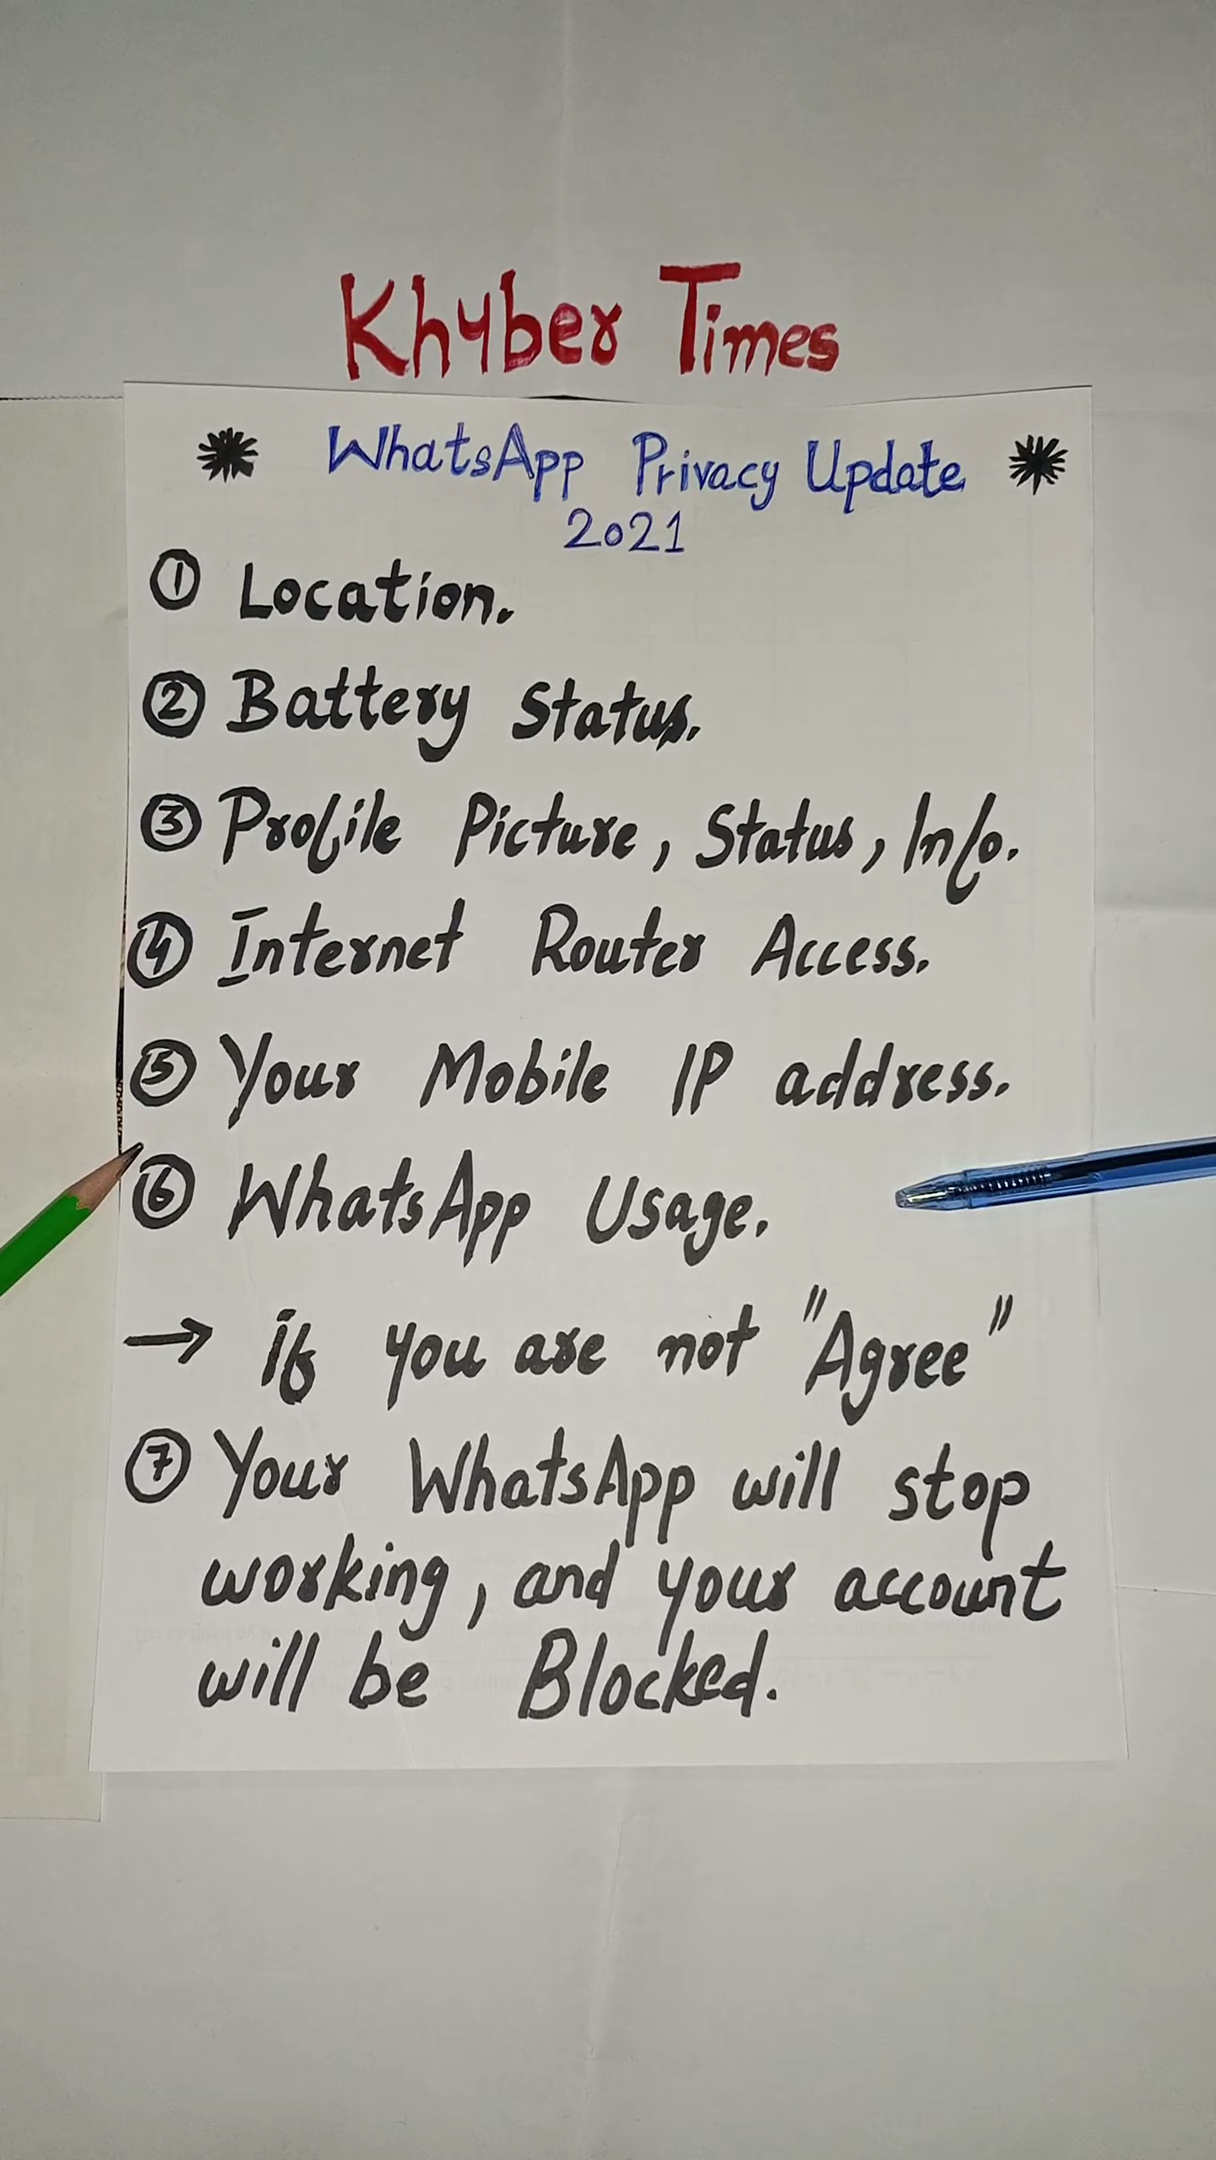 Khyber Times
WhatsApp Privacy Update
2021
① Location.
② Battery Status.
③ Profile Picture, Status, Info.
④ Internet Router Access.
⑤ Your Mobile IP address.
⑥ WhatsApp Usage.
→ if you are not "Agree"
⑦ Your WhatsApp will stop
working, and your account
will be Blocked.